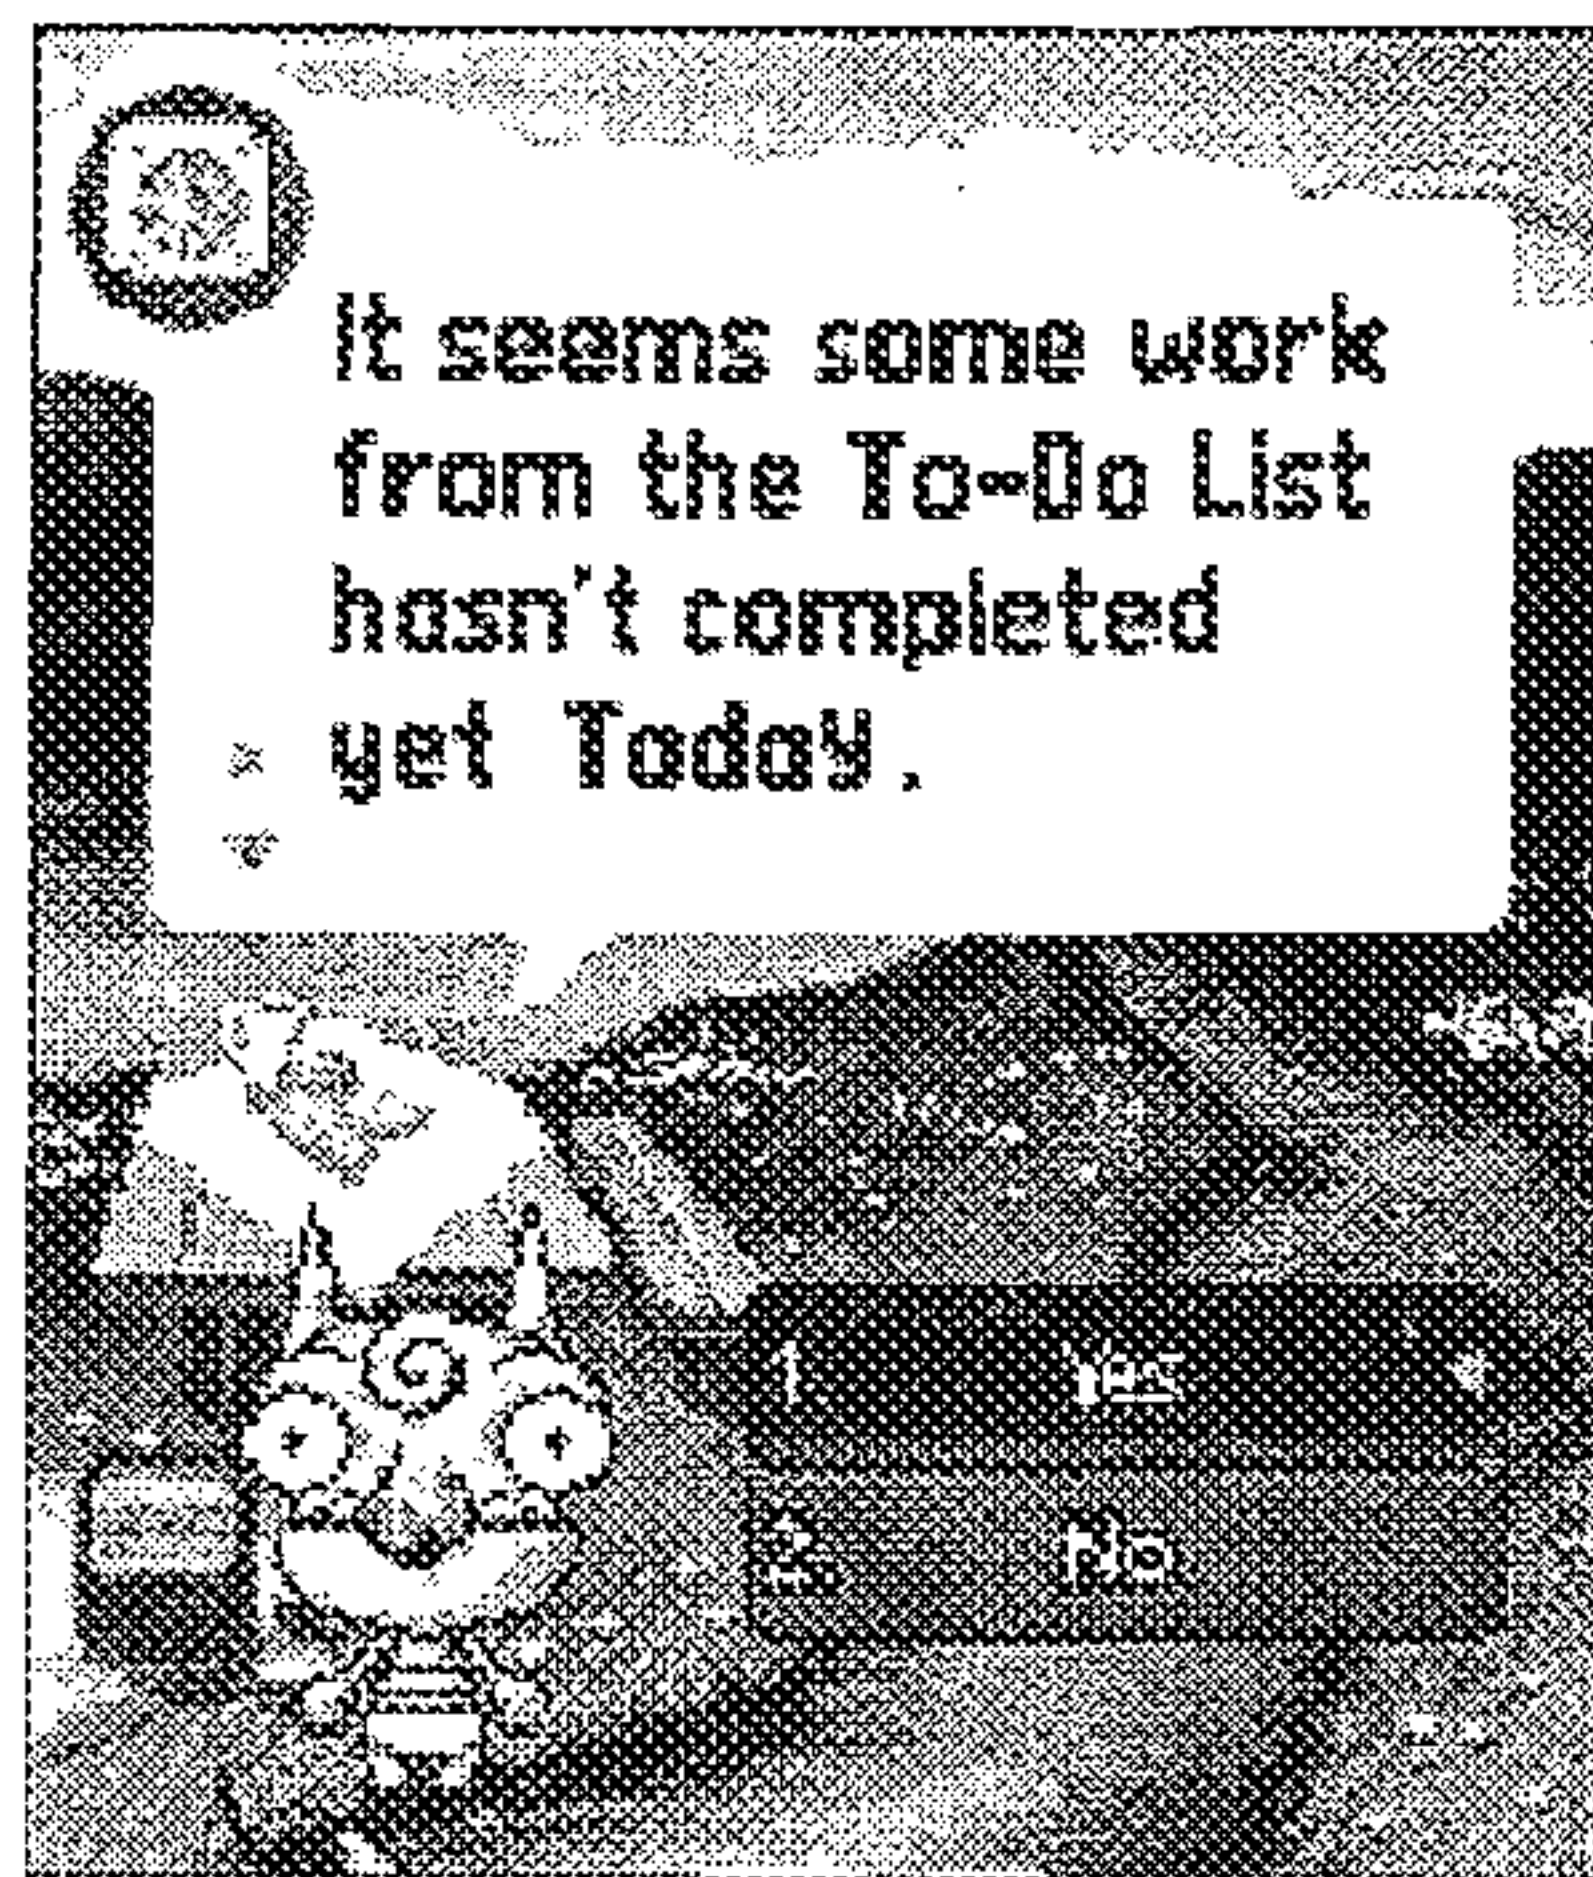 It seems some work
from the To-Do List
hasn't completed
yet Today.
1 Yes
2. No